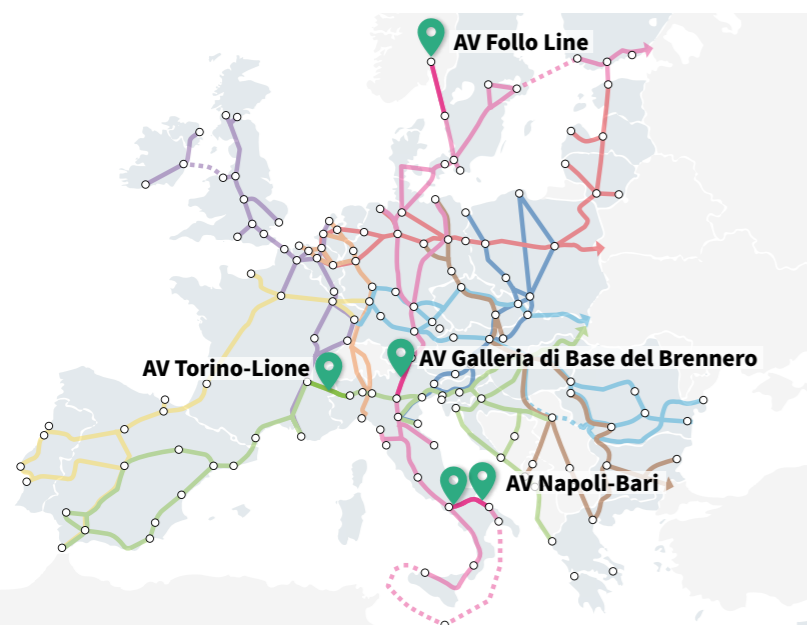 AV Follo Line
AV Torino-Lione
AV Galleria di Base del Brennero
AV Napoli-Bari